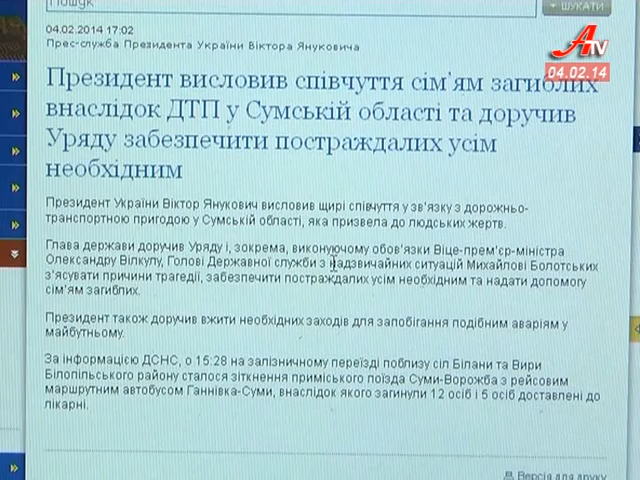 Пошук
ШУКАТИ
04.02.2014 17:02
Прес-служба Президента України Віктора Януковича
ATV
04.02.14
Президент висловив співчуття сім'ям загиблих
внаслідок ДТП у Сумській області та доручив
Уряду забезпечити постраждалих усім
необхідним
Президент України Віктор Янукович висловив щирі співчуття у зв'язку з дорожньо-
транспортною пригодою у Сумській області, яка призвела до людських жертв.
Глава держави доручив Уряду і, зокрема, виконуючому обов'язки Віце-прем'єр-міністра
Олександру Вілкулу, Голові Державної служби з надзвичайних ситуацій Михайлові Болотських
з'ясувати причини трагедії, забезпечити постраждалих усім необхідним та надати допомогу
сім'ям загиблих.
Президент також доручив вжити необхідних заходів для запобігання подібним аваріям у
майбутньому.
За інформацією ДСНС, о 15:28 на залізничному переїзді поблизу сіл Білани та Вири
Білопільського району сталося зіткнення приміського поїзда Суми-Ворожба з рейсовим
маршрутним автобусом Ганнівка-Суми, внаслідок якого загинули 12 осіб і 5 осіб доставлені до
лікарні.
Версія для друку